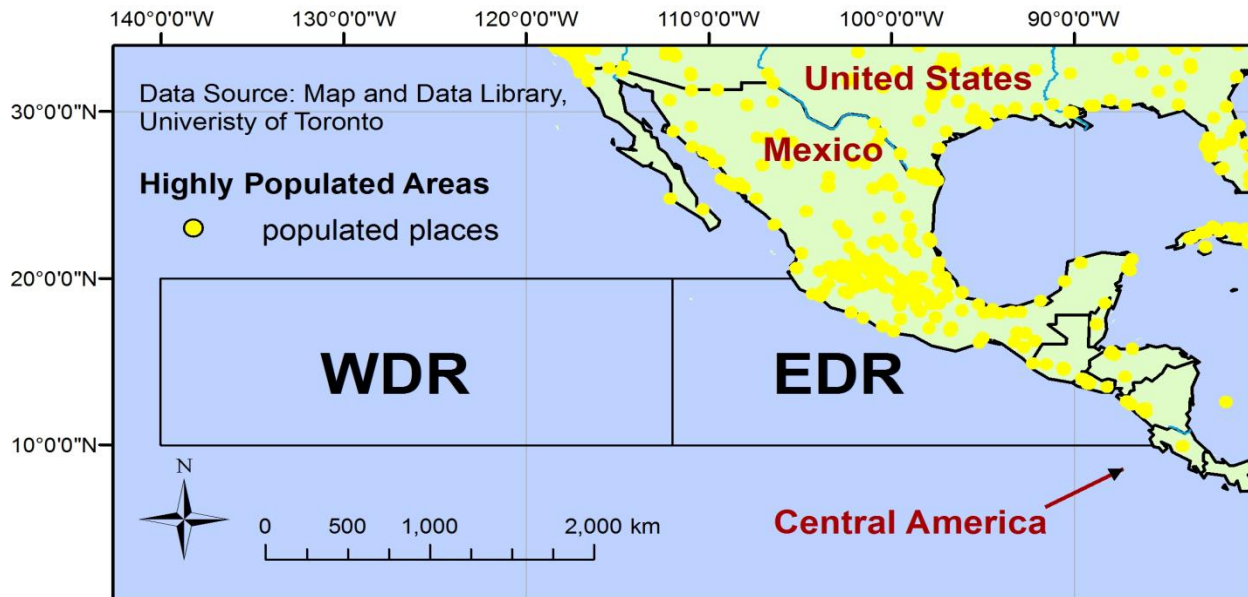 140°0'0"W 130°0'0"W 120°0'0"W 110°0'0"W 100°0'0"W 90°0'0"W
United States
Data Source: Map and Data Library,
30°0'0"N
Univeristy of Toronto
Mexico
Highly Populated Areas
populated places
20°0'0"N
WDR EDR
10°0'0"N
N
0 500 1,000 2,000 km
Central America